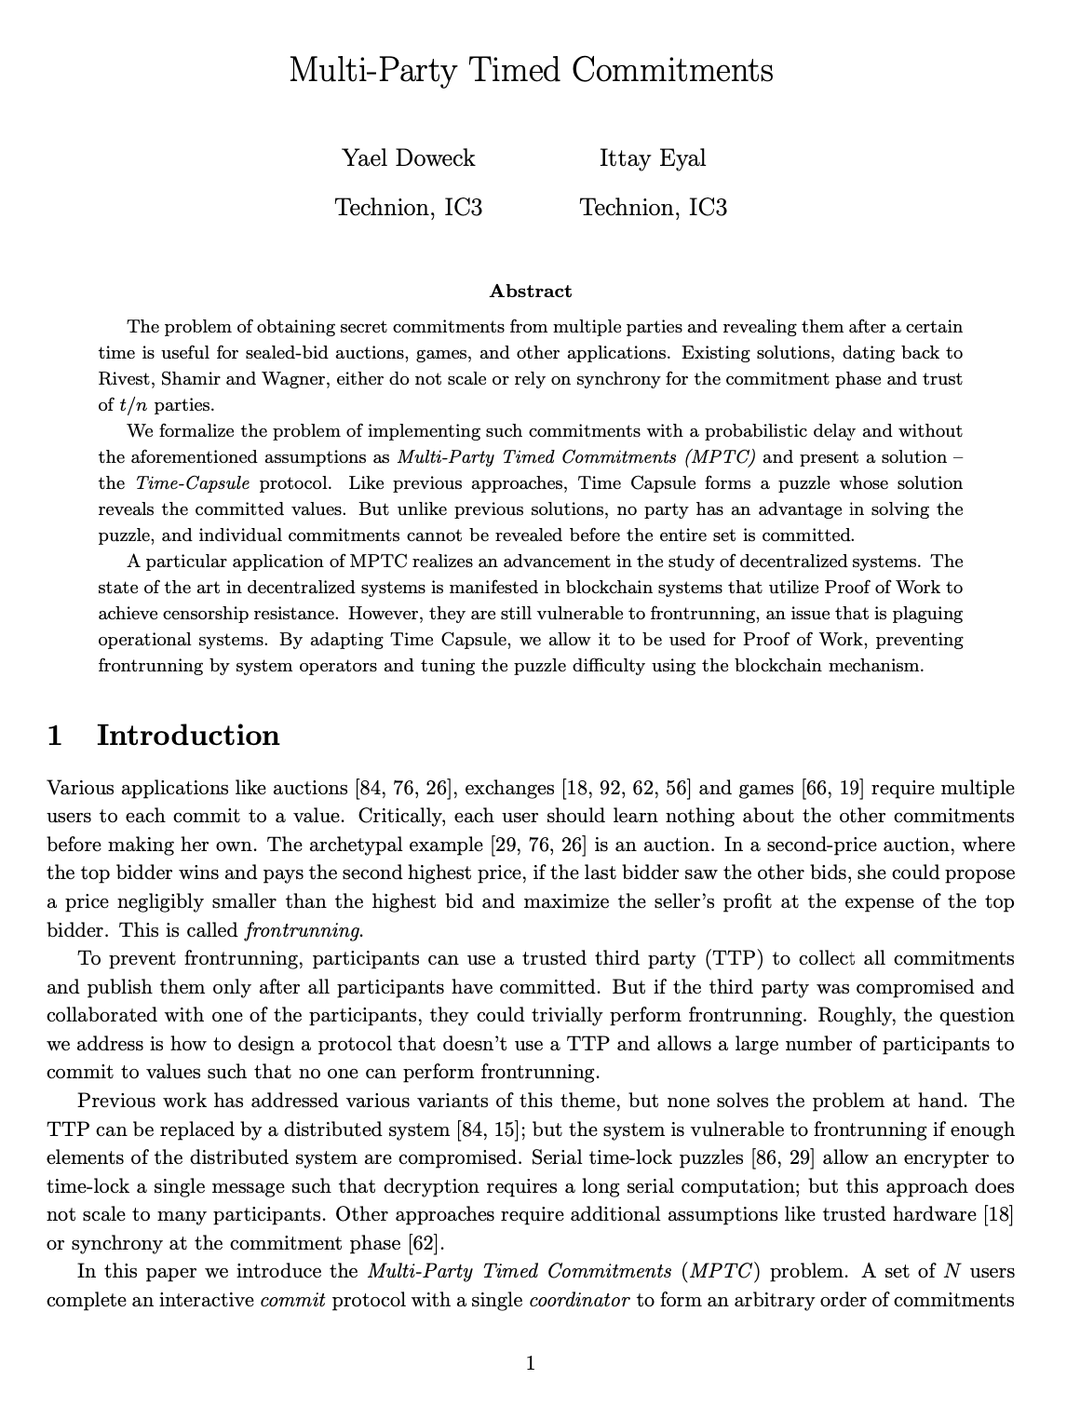 Multi-Party Timed Commitments
Yael Doweck
Ittay Eyal
Technion, IC3
Technion, IC3
Abstract
The problem of obtaining secret commitments from multiple parties and revealing them after a certain
time is useful for sealed-bid auctions, games, and other applications. Existing solutions, dating back to
Rivest, Shamir and Wagner, either do not scale or rely on synchrony for the commitment phase and trust
of t/n parties.
We formalize the problem of implementing such commitments with a probabilistic delay and without
the aforementioned assumptions as Multi-Party Timed Commitments (MPTC) and present a solution –
the Time-Capsule protocol. Like previous approaches, Time Capsule forms a puzzle whose solution
reveals the committed values. But unlike previous solutions, no party has an advantage in solving the
puzzle, and individual commitments cannot be revealed before the entire set is committed.
A particular application of MPTC realizes an advancement in the study of decentralized systems. The
state of the art in decentralized systems is manifested in blockchain systems that utilize Proof of Work to
achieve censorship resistance. However, they are still vulnerable to frontrunning, an issue that is plaguing
operational systems. By adapting Time Capsule, we allow it to be used for Proof of Work, preventing
frontrunning by system operators and tuning the puzzle difficulty using the blockchain mechanism.
1 Introduction
Various applications like auctions [84, 76, 26], exchanges [18, 92, 62, 56] and games [66, 19] require multiple
users to each commit to a value. Critically, each user should learn nothing about the other commitments
before making her own. The archetypal example [29, 76, 26] is an auction. In a second-price auction, where
the top bidder wins and pays the second highest price, if the last bidder saw the other bids, she could propose
a price negligibly smaller than the highest bid and maximize the seller's profit at the expense of the top
bidder. This is called frontrunning.
To prevent frontrunning, participants can use a trusted third party (TTP) to collect all commitments
and publish them only after all participants have committed. But if the third party was compromised and
collaborated with one of the participants, they could trivially perform frontrunning. Roughly, the question
we address is how to design a protocol that doesn't use a TTP and allows a large number of participants to
commit to values such that no one can perform frontrunning.
Previous work has addressed various variants of this theme, but none solves the problem at hand. The
TTP can be replaced by a distributed system [84, 15]; but the system is vulnerable to frontrunning if enough
elements of the distributed system are compromised. Serial time-lock puzzles [86, 29] allow an encrypter to
time-lock a single message such that decryption requires a long serial computation; but this approach does
not scale to many participants. Other approaches require additional assumptions like trusted hardware [18]
or synchrony at the commitment phase [62].
In this paper we introduce the Multi-Party Timed Commitments (MPTC) problem. A set of N users
complete an interactive commit protocol with a single coordinator to form an arbitrary order of commitments
1